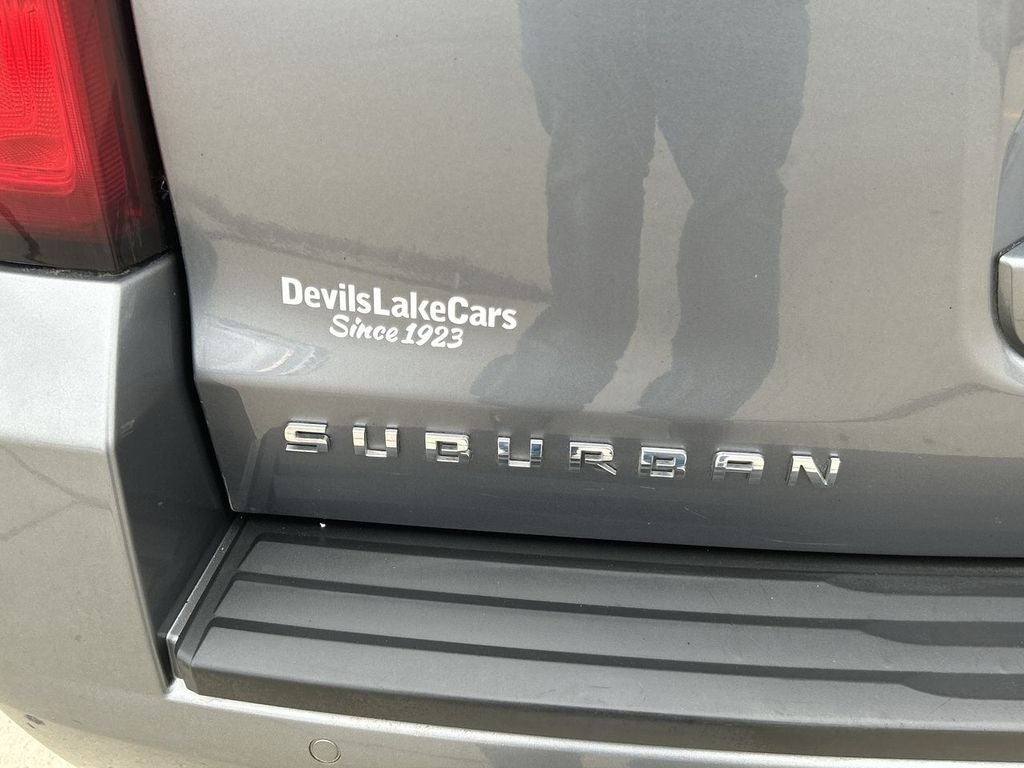 DevilsLakeCars
Since 1923
SUBURBAN